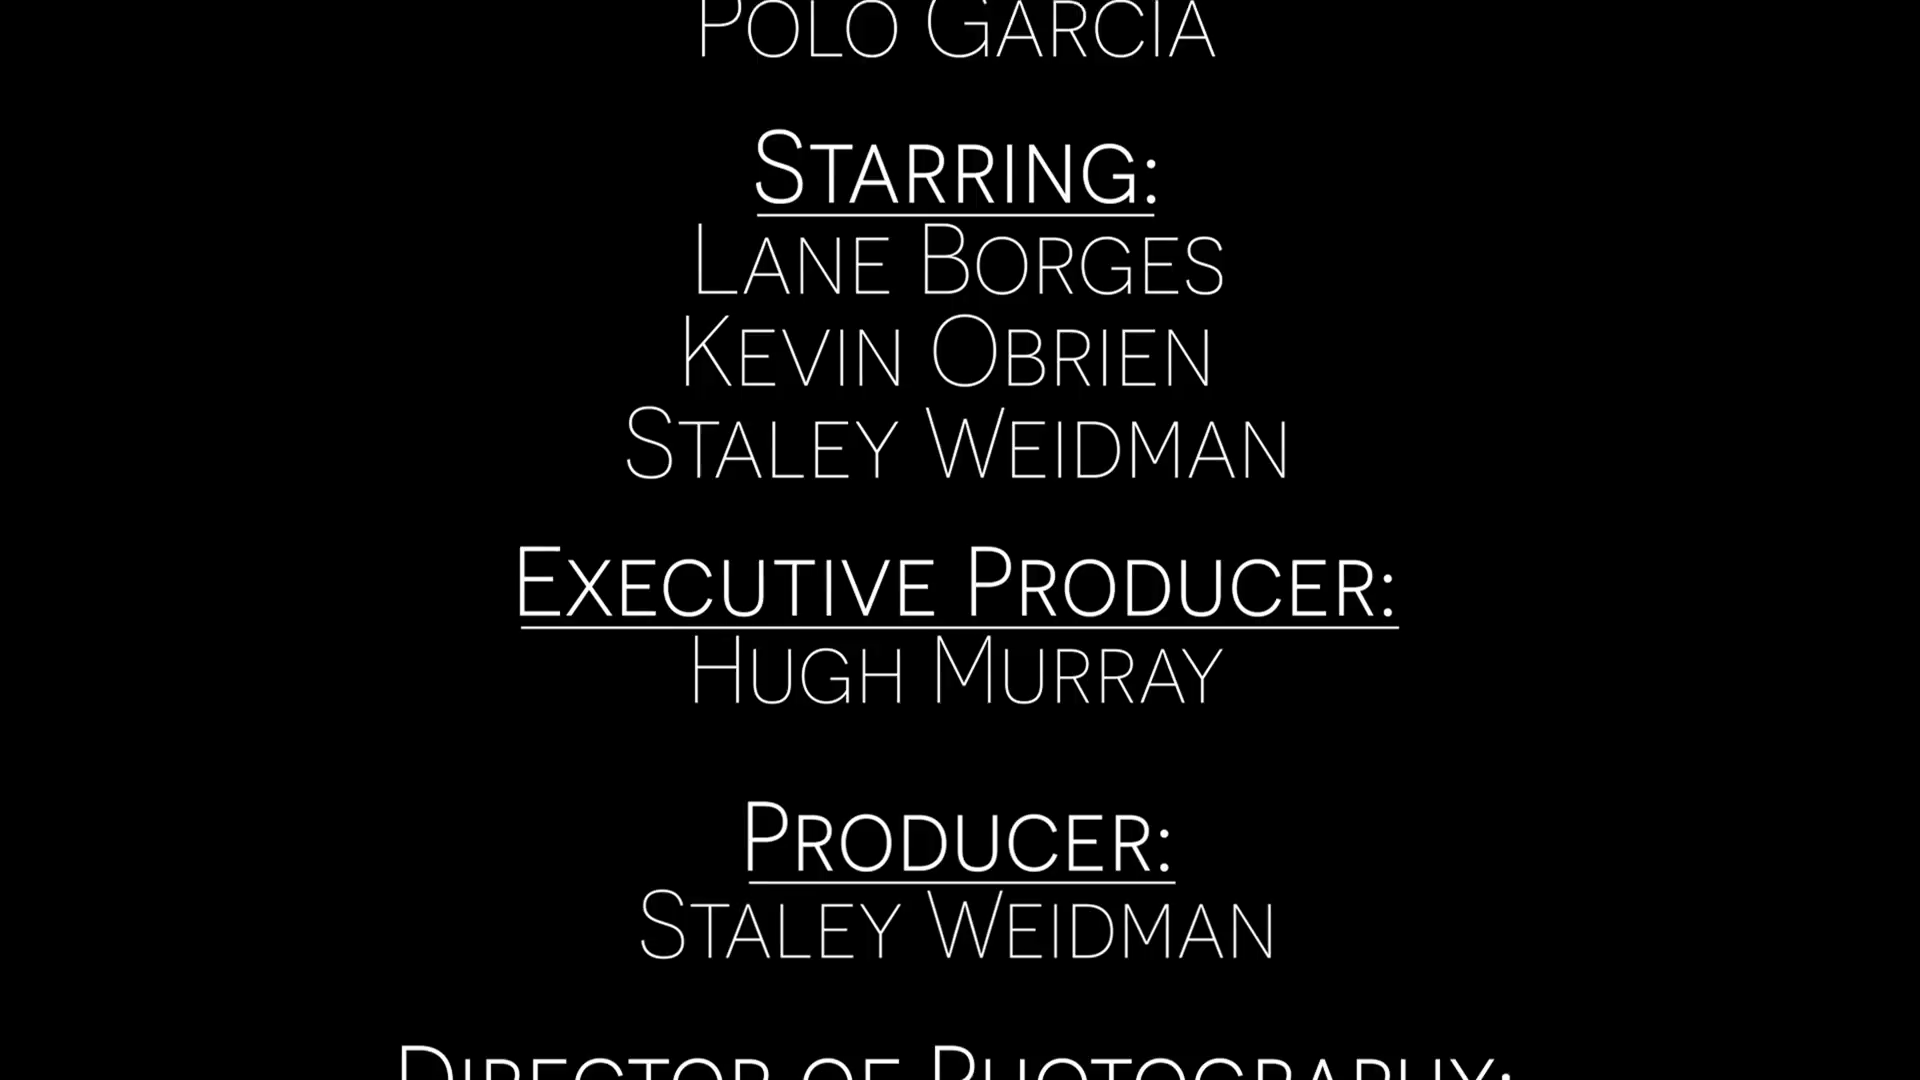 Polo Garcia
Starring:
Lane Borges
Kevin Obrien
Staley Weidman
Executive Producer:
Hugh Murray
Producer:
Staley Weidman
Director of Photography: